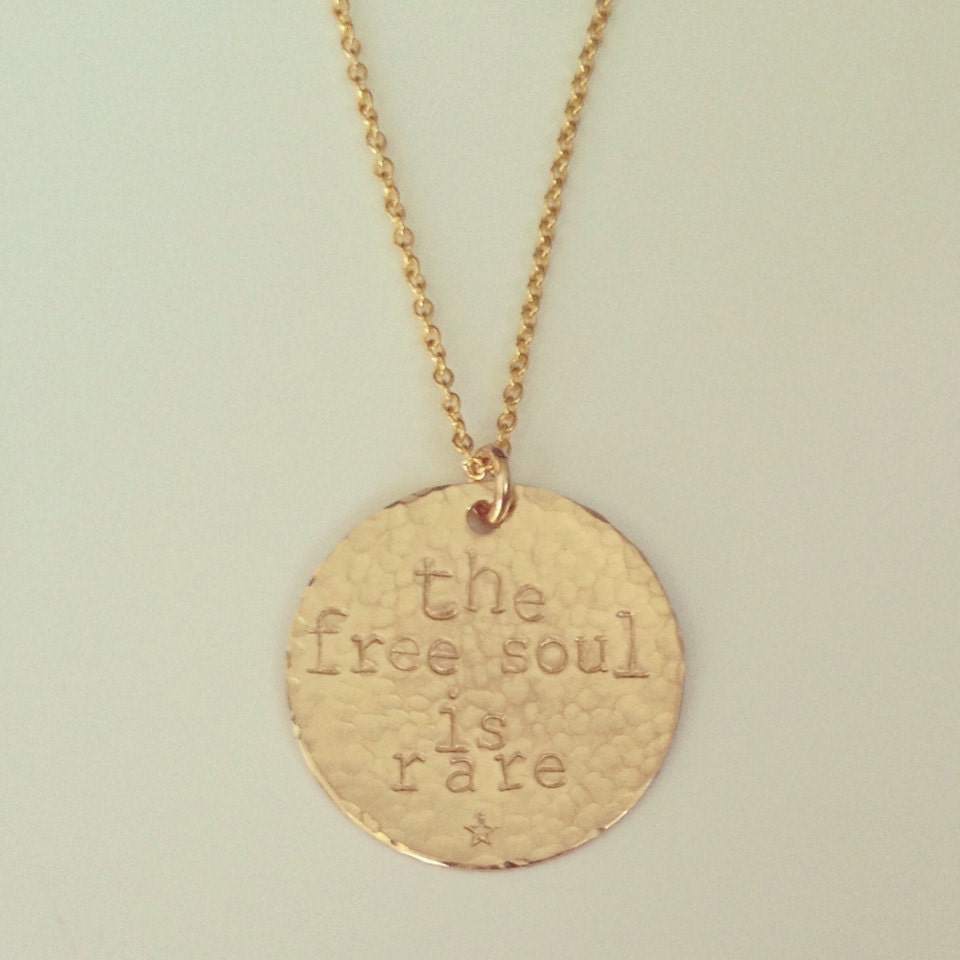 the
free soul
is
rare